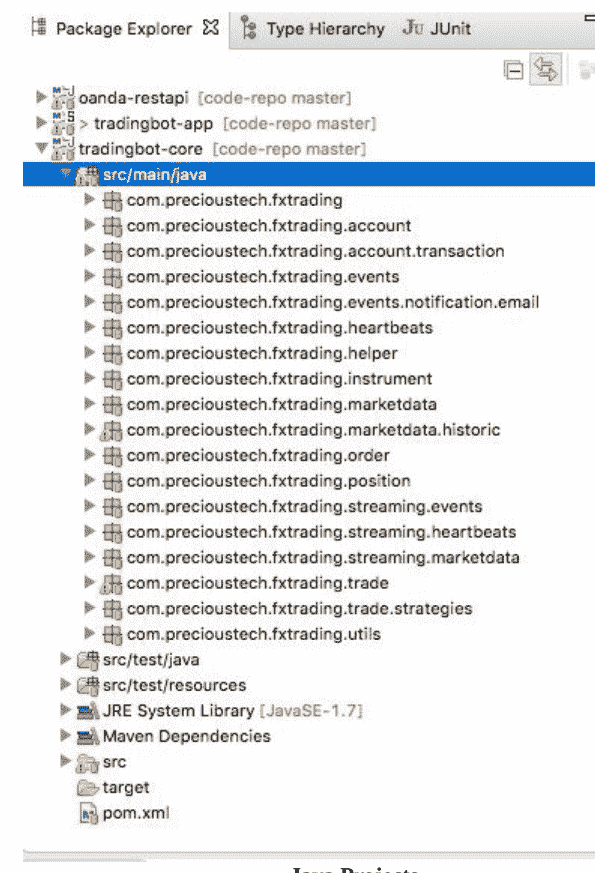 Package Explorer Type Hierarchy JU JUnit
oanda-restapi [code-repo master]
> tradingbot-app [code-repo master]
tradingbot-core [code-repo master]
src/main/java
com.precioustech.fxtrading
com.precioustech.fxtrading.account
com.precioustech.fxtrading.account.transaction
com.precioustech.fxtrading.events
com.precioustech.fxtrading.events.notification.email
com.precioustech.fxtrading.heartbeats
com.precioustech.fxtrading.helper
com.precioustech.fxtrading.instrument
com.precioustech.fxtrading.marketdata
com.precioustech.fxtrading.marketdata.historic
com.precioustech.fxtrading.order
com.precioustech.fxtrading.position
com.precioustech.fxtrading.streaming.events
com.precioustech.fxtrading.streaming.heartbeats
com.precioustech.fxtrading.streaming.marketdata
com.precioustech.fxtrading.trade
com.precioustech.fxtrading.trade.strategies
com.precioustech.fxtrading.utils
src/test/java
src/test/resources
JRE System Library [JavaSE-1.7]
Maven Dependencies
src
target
pom.xml
Java Projects